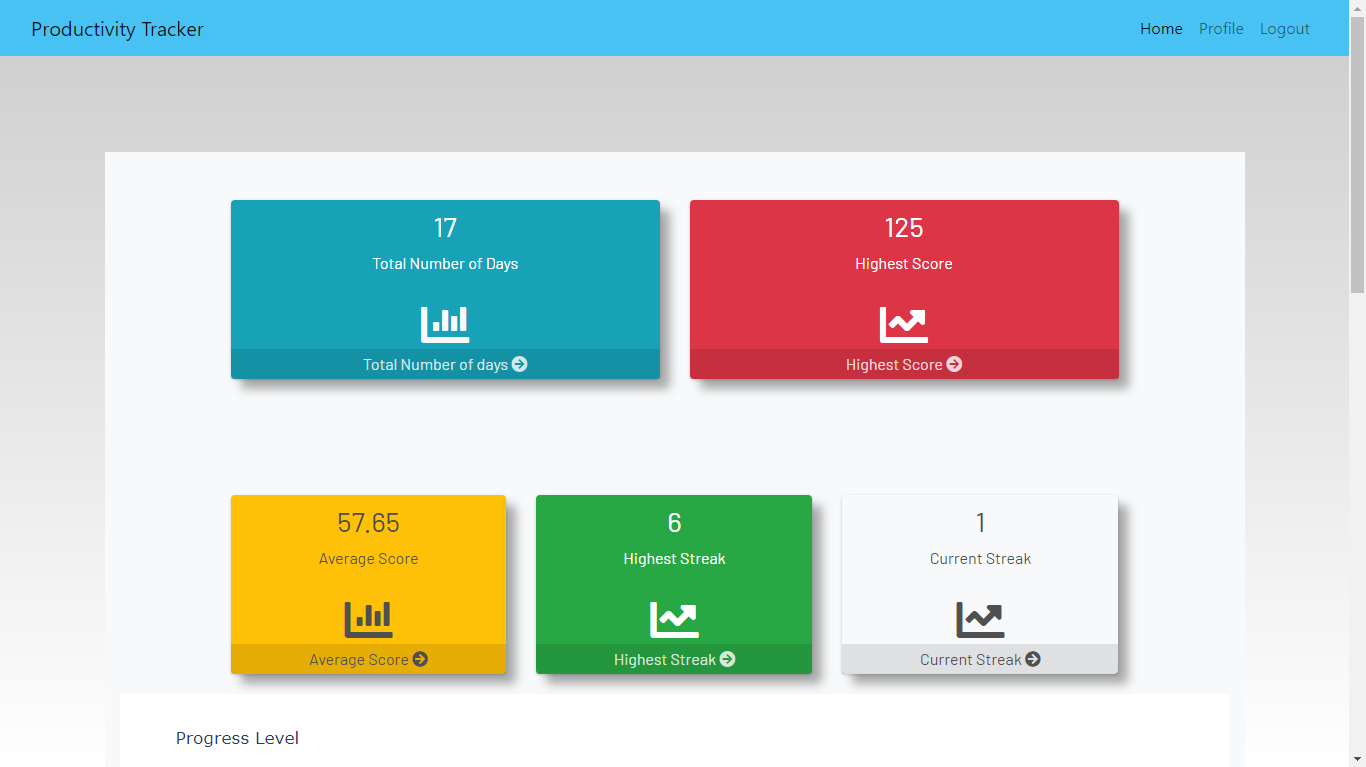 Productivity Tracker
Home Profile Logout
17
Total Number of Days
Total Number of days
125
Highest Score
Highest Score
57.65
Average Score
Average Score
6
Highest Streak
Highest Streak
1
Current Streak
Current Streak
Progress Level